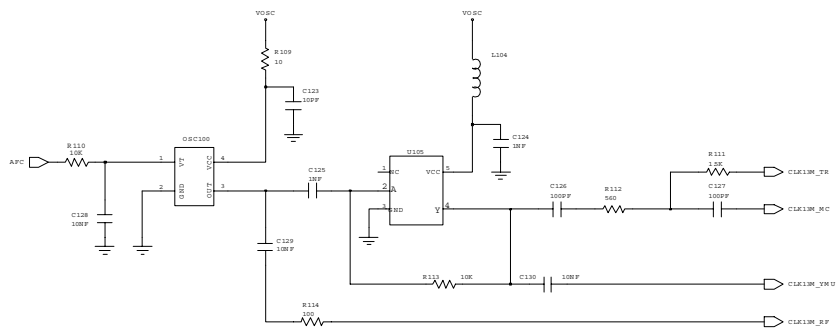 VOSC
VOSC
R109
10
L104
C123
10PF
OSC100
U105
C124
1NF
R110
10K
AFC
1
VT
VCC
4
C125
1NF
1
NC
VCC
5
R111
15K
CLK13M_TR
2
GND
OUT
3
2
A
C126
100PF
R112
560
C127
100PF
3
GND
Y
4
CLK13M_MC
C128
10NF
C129
10NF
R113
10K
C130
10NF
CLK13M_YMU
R114
100
CLK13M_RF